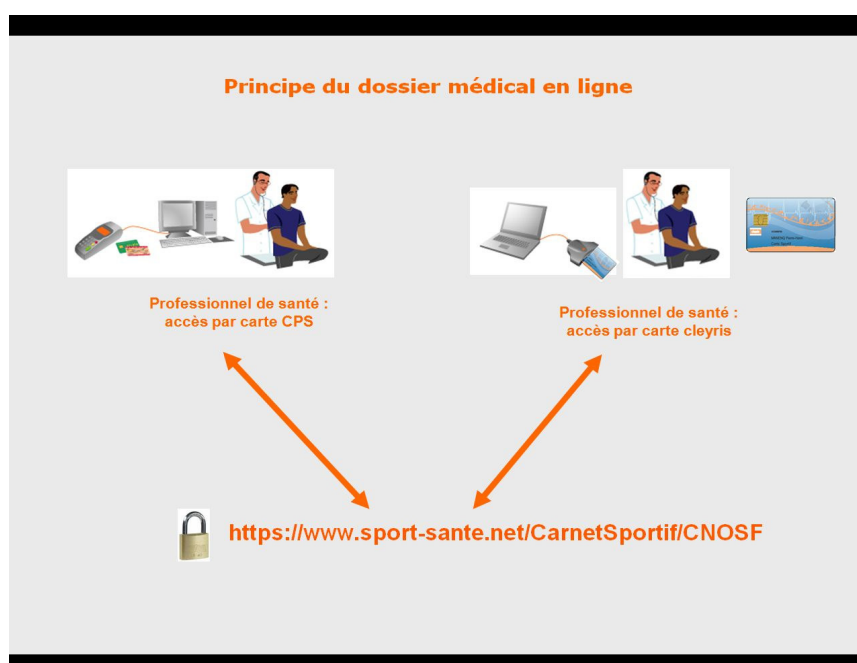 Principe du dossier médical en ligne
Professionnel de santé :
accès par carte CPS
Professionnel de santé :
accès par carte cleyris
https://www.sport-sante.net/CarnetSportif/CNOSF